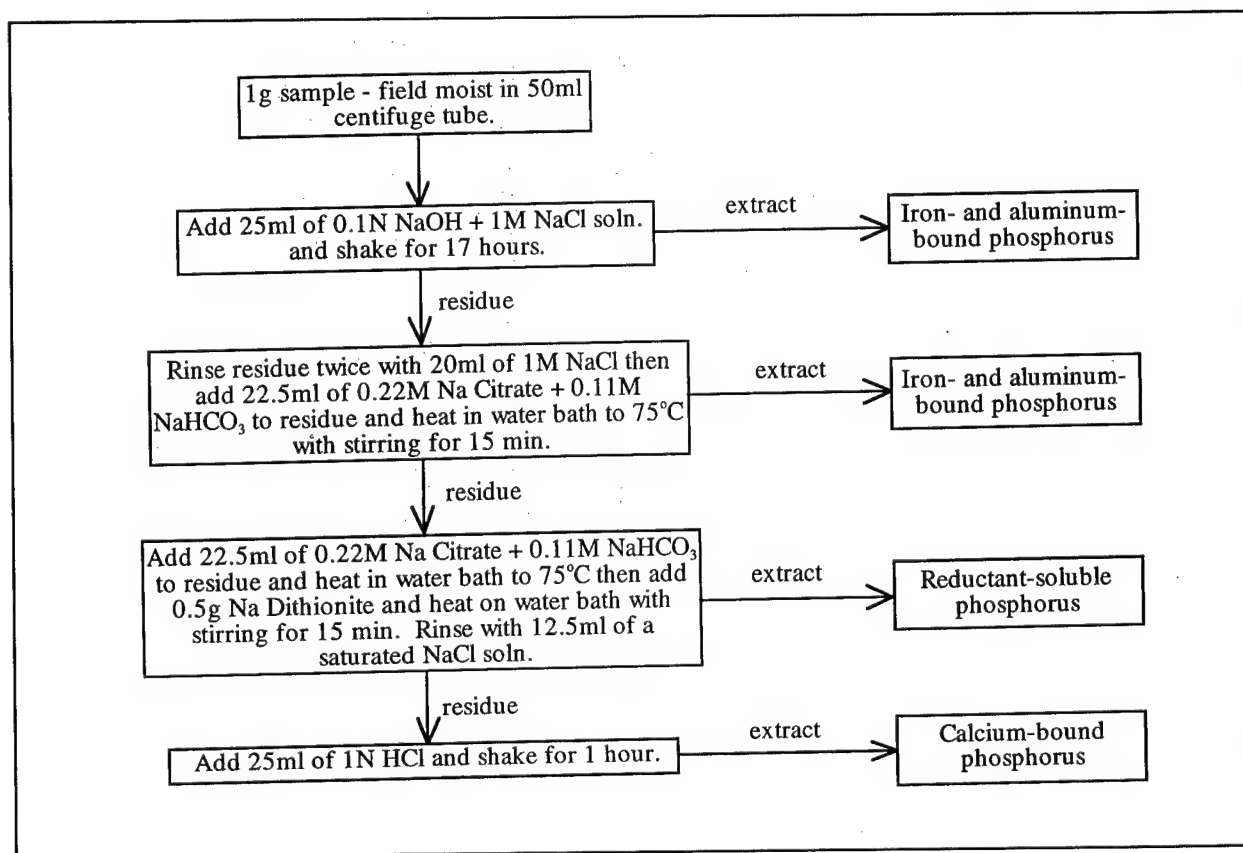 1g sample - field moist in 50ml
centifuge tube.
Add 25ml of 0.1N NaOH + 1M NaCl soln.
and shake for 17 hours.
extract
Iron- and aluminum-
bound phosphorus
residue
Rinse residue twice with 20ml of 1M NaCl then
add 22.5ml of 0.22M Na Citrate + 0.11M
NaHCO₃ to residue and heat in water bath to 75°C
with stirring for 15 min.
extract
Iron- and aluminum-
bound phosphorus
residue
Add 22.5ml of 0.22M Na Citrate + 0.11M NaHCO₃
to residue and heat in water bath to 75°C then add
0.5g Na Dithionite and heat on water bath with
stirring for 15 min. Rinse with 12.5ml of a
saturated NaCl soln.
extract
Reductant-soluble
phosphorus
residue
Add 25ml of 1N HCl and shake for 1 hour.
extract
Calcium-bound
phosphorus